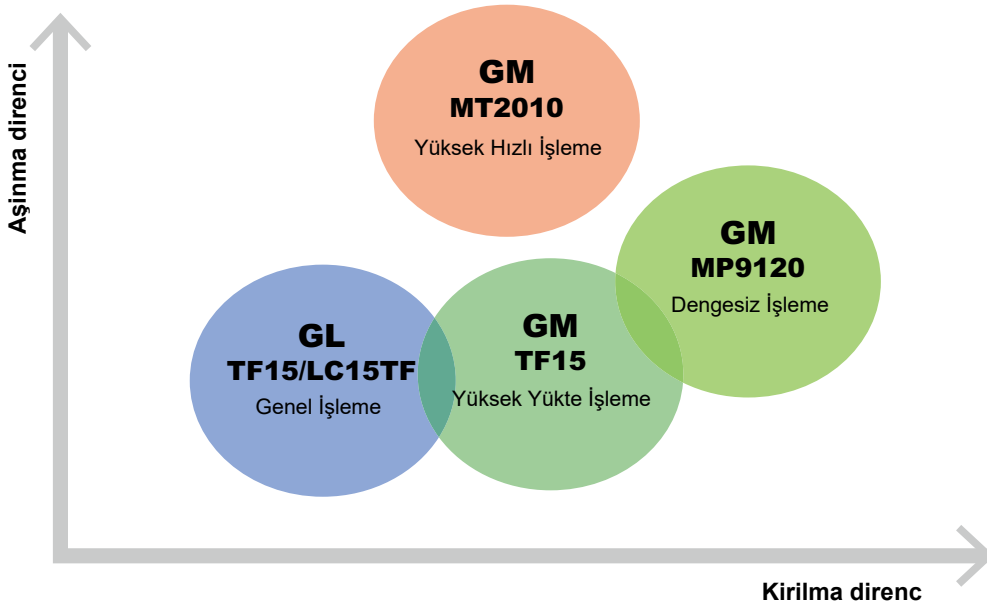 Aşinma direnci
GM
MT2010
Yüksek Hızlı İşleme
GM
MP9120
Dengesiz İşleme
GL
TF15/LC15TF
Genel İşleme
GM
TF15
Yüksek Yükte İşleme
Kirilma direnc